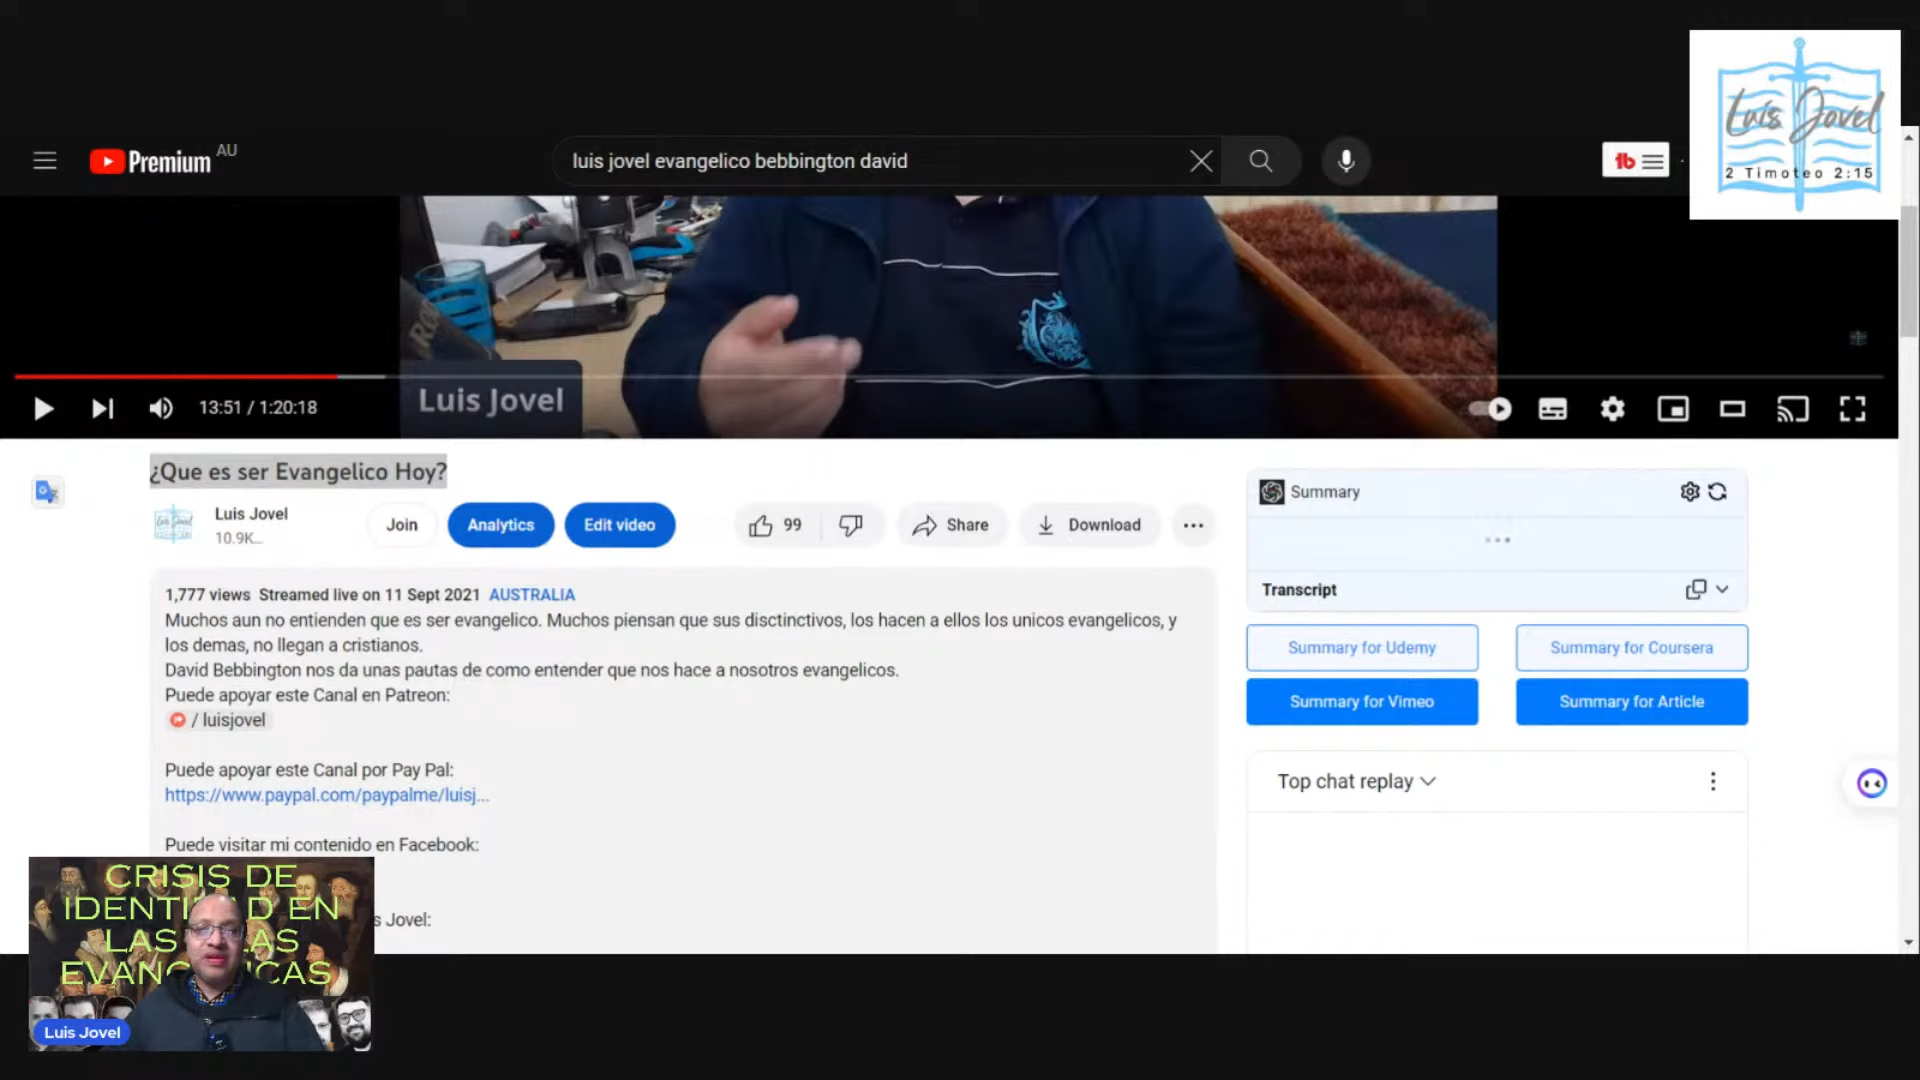 Luis Jovel
2 Timoteo 2:15
Premium AU
luis jovel evangelico bebbington david
Luis Jovel
13:51 / 1:20:18
¿Que es ser Evangelico Hoy?
Luis Jovel
10.9K...
Join
Analytics
Edit video
99
Share
Download
Summary
Transcript
Summary for Udemy
Summary for Coursera
Summary for Vimeo
Summary for Article
Top chat replay
1,777 views Streamed live on 11 Sept 2021 AUSTRALIA
Muchos aun no entienden que es ser evangelico. Muchos piensan que sus disctinctivos, los hacen a ellos los unicos evangelicos, y
los demas, no llegan a cristianos.
David Bebbington nos da unas pautas de como entender que nos hace a nosotros evangelicos.
Puede apoyar este Canal en Patreon:
/ luisjovel
Puede apoyar este Canal por Pay Pal:
https://www.paypal.com/paypalme/luisj...
Puede visitar mi contenido en Facebook:
s Jovel:
CRISIS DE
IDENTI D EN
LAS LAS
EVANG ICAS
Luis Jovel